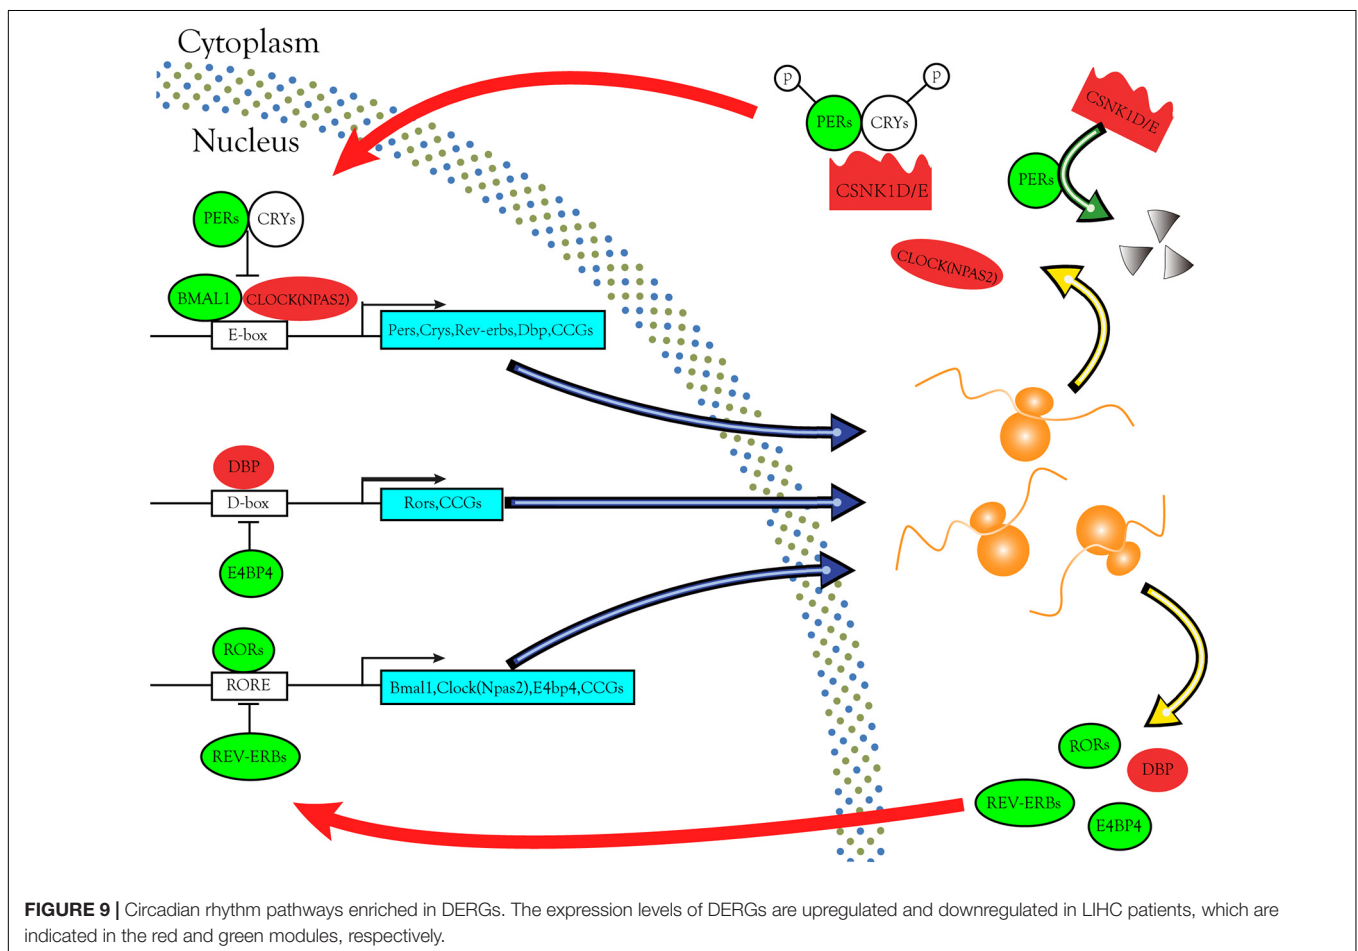 Cytoplasm
Nucleus
P
P
PERs
CRYs
CSNK1D/E
CSNK1D/E
PERs
PERs
CRYs
CLOCK(NPAS2)
BMAL1
CLOCK(NPAS2)
E-box
Pers,Crys,Rev-erbs,Dbp,CCGs
DBP
D-box
Rors,CCGs
E4BP4
RORs
RORE
Bmal1,Clock(Npas2),E4bp4,CCGs
REV-ERBs
RORs
DBP
REV-ERBs
E4BP4
FIGURE 9 | Circadian rhythm pathways enriched in DERGs. The expression levels of DERGs are upregulated and downregulated in LIHC patients, which are
indicated in the red and green modules, respectively.